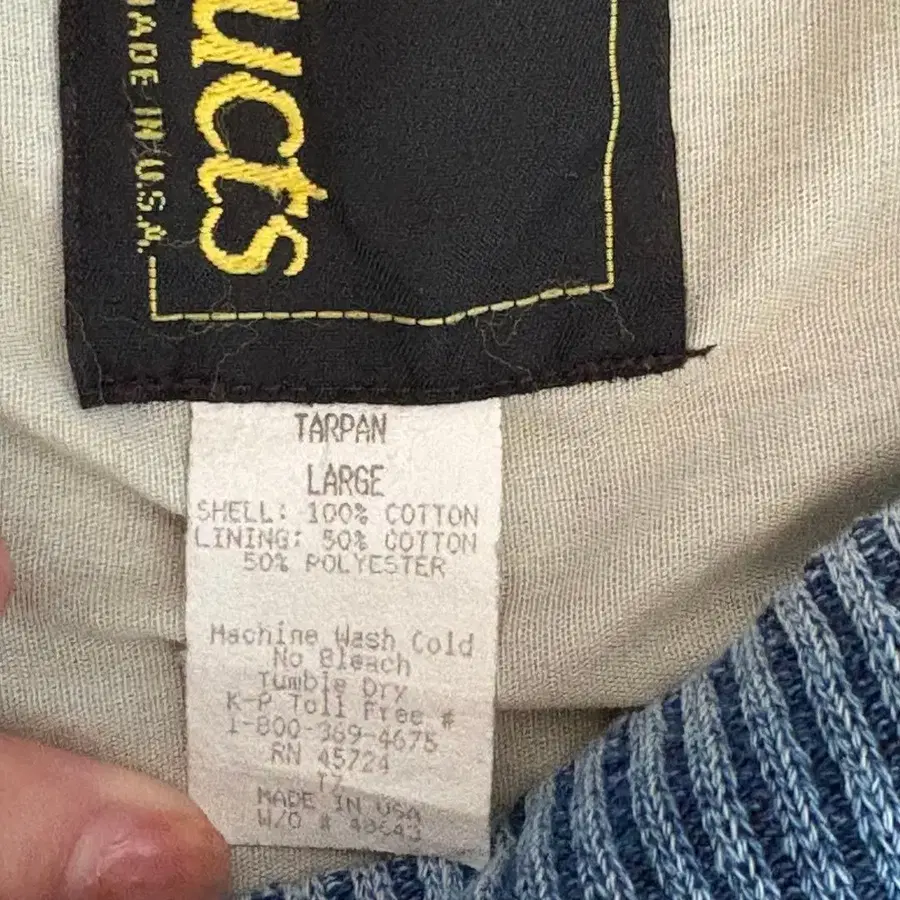 ucts
MADE IN U.S.A.
TARPAN
LARGE
SHELL: 100% COTTON
LINING: 50% COTTON
50% POLYESTER
Machine Wash Cold
No Bleach
Tumble Dry
K-P Toll Free #
1-800-369-4675
RN 45724
MADE IN USA
W/O # 48643